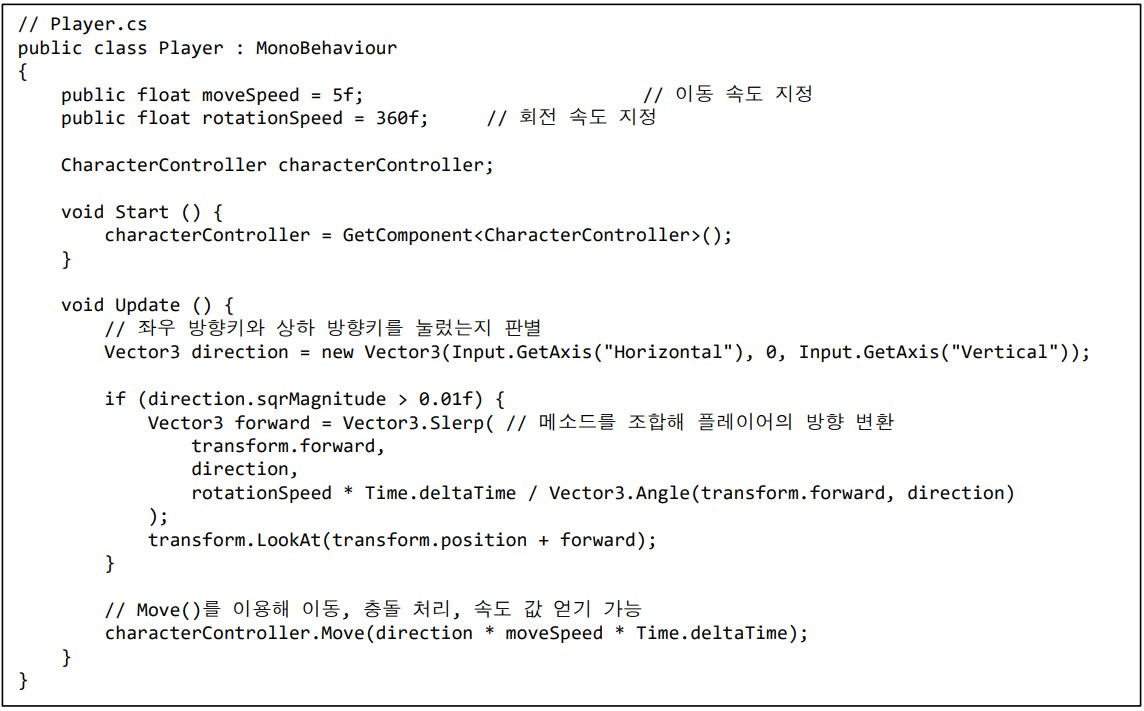 // Player.cs
public class Player : MonoBehaviour
{
    public float moveSpeed = 5f;                          // 이동 속도 지정
    public float rotationSpeed = 360f;     // 회전 속도 지정

    CharacterController characterController;

    void Start () {
        characterController = GetComponent<CharacterController>();
    }

    void Update () {
        // 좌우 방향키와 상하 방향키를 눌렀는지 판별
        Vector3 direction = new Vector3(Input.GetAxis("Horizontal"), 0, Input.GetAxis("Vertical"));

        if (direction.sqrMagnitude > 0.01f) {
            Vector3 forward = Vector3.Slerp( // 메소드를 조합해 플레이어의 방향 변환
                transform.forward,
                direction,
                rotationSpeed * Time.deltaTime / Vector3.Angle(transform.forward, direction)
            );
            transform.LookAt(transform.position + forward);
        }

        // Move()를 이용해 이동, 충돌 처리, 속도 값 얻기 가능
        characterController.Move(direction * moveSpeed * Time.deltaTime);
    }
}